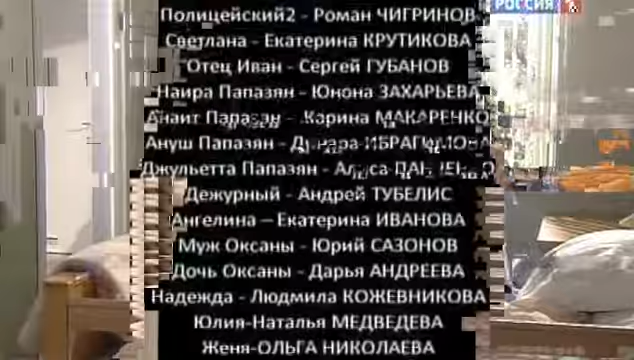 РОССИЯ
Полицейский2 - Роман ЧИГРИНОВ
Светлана - Екатерина КРУТИКОВА
Отец Иван - Сергей ГУБАНОВ
Наира Папазян - Юнона ЗАХАРЬЕВА
Анаит Папазян - Карина МАКАРЕНКО
Ануш Папазян - ИБРАГИМОВА
Джульетта Папазян - Алиса
Дежурный - Андрей ТУБЕЛИС
Ангелина – Екатерина ИВАНОВА
Муж Оксаны - Юрий САЗОНОВ
Дочь Оксаны - Дарья АНДРЕЕВА
Надежда - Людмила КОЖЕВНИКОВА
Юлия-Наталья МЕДВЕДЕВА
Женя-ОЛЬГА НИКОЛАЕВА